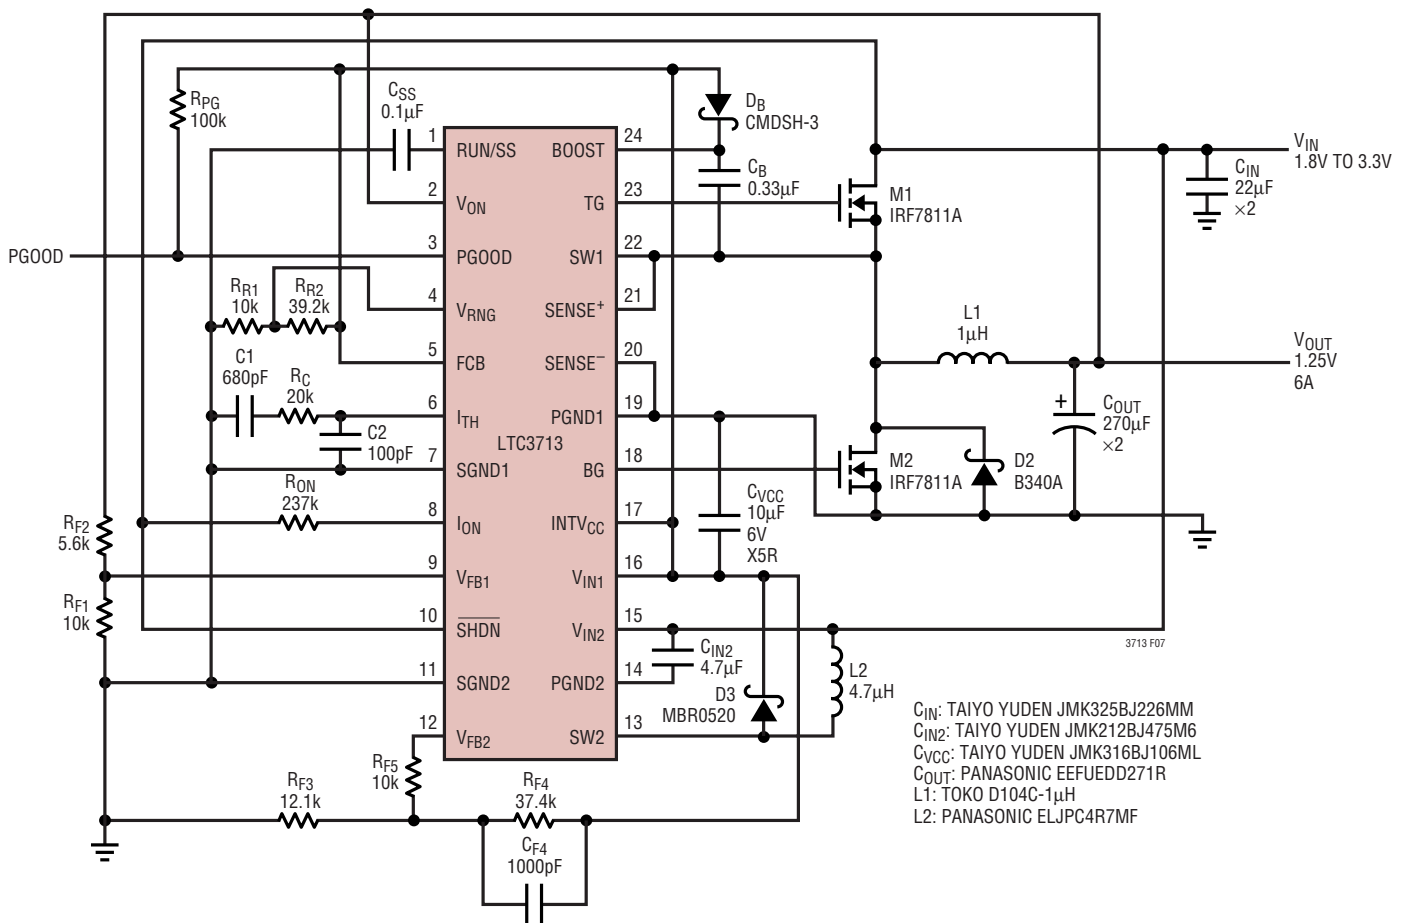 RPG
100k
CSS
0.1µF
DB
CMDSH-3
CB
0.33µF
VIN
1.8V TO 3.3V
CIN
22µF
×2
M1
IRF7811A
PGOOD
1
RUN/SS
BOOST
24
2
VON
TG
23
3
PGOOD
SW1
22
4
VRNG
SENSE+
21
5
FCB
SENSE−
20
6
ITH
PGND1
19
LTC3713
7
SGND1
BG
18
8
ION
INTVCC
17
9
VFB1
VIN1
16
10
SHDN
VIN2
15
11
SGND2
PGND2
14
12
VFB2
SW2
13
RR1
10k
RR2
39.2k
C1
680pF
RC
20k
C2
100pF
RON
237k
RF2
5.6k
RF1
10k
L1
1µH
VOUT
1.25V
6A
+
COUT
270µF
×2
M2
IRF7811A
D2
B340A
CVCC
10µF
6V
X5R
CIN2
4.7µF
D3
MBR0520
L2
4.7µH
3713 F07
RF5
10k
RF3
12.1k
RF4
37.4k
CF4
1000pF
CIN: TAIYO YUDEN JMK325BJ226MM
CIN2: TAIYO YUDEN JMK212BJ475M6
CVCC: TAIYO YUDEN JMK316BJ106ML
COUT: PANASONIC EEFUEDD271R
L1: TOKO D104C-1µH
L2: PANASONIC ELJPC4R7MF